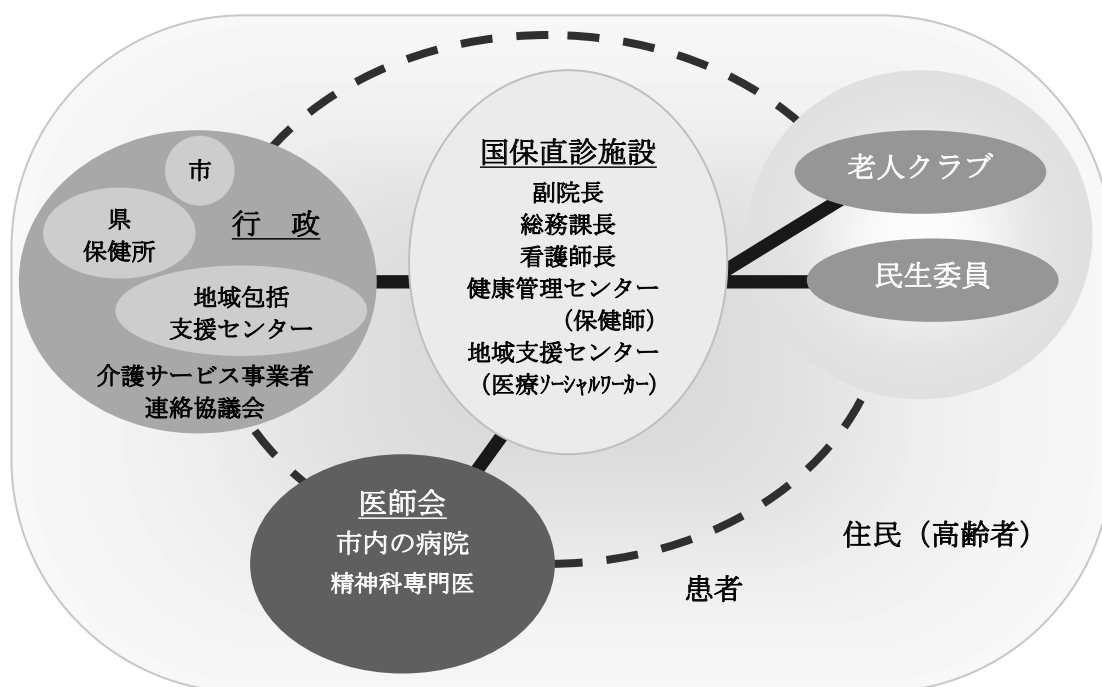 市
県
保健所
行　政
地域包括
支援センター
介護サービス事業者
連絡協議会
国保直診施設
副院長
総務課長
看護師長
健康管理センター
（保健師）
地域支援センター
（医療ｿｰｼｬﾙﾜｰｶｰ）
老人クラブ
民生委員
医師会
市内の病院
精神科専門医
患者
住民（高齢者）